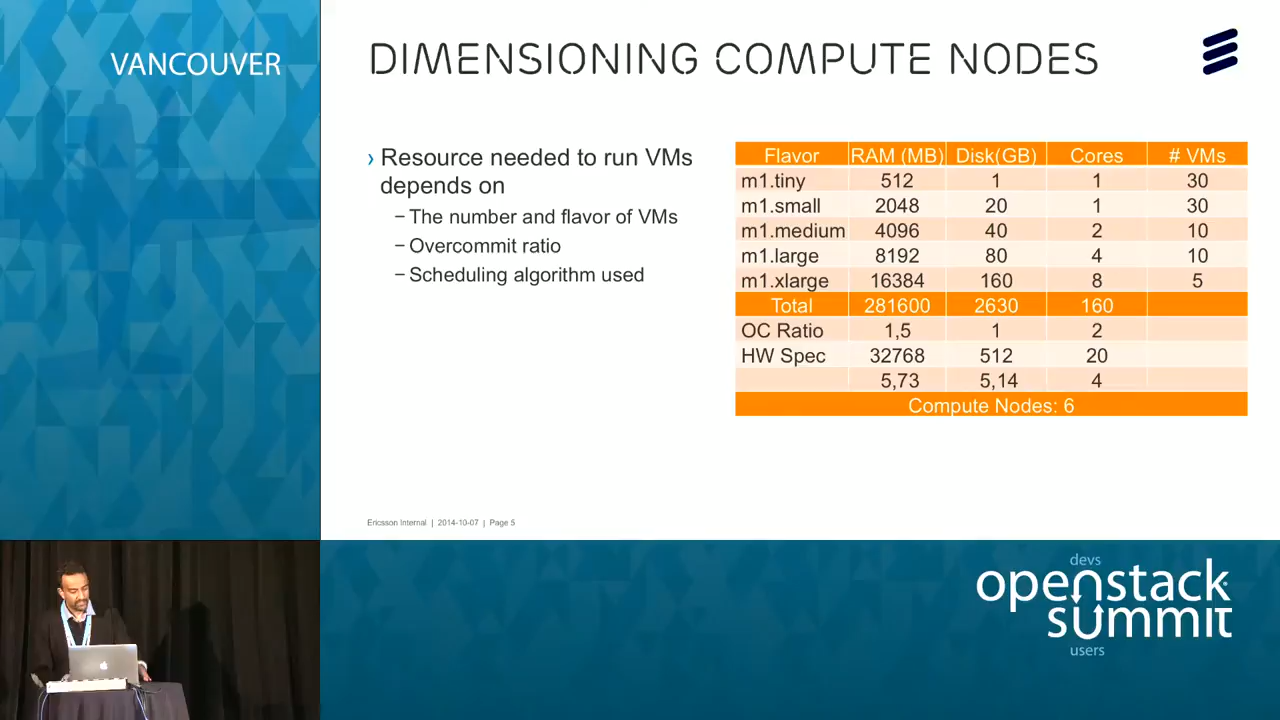 VANCOUVER
DIMENSIONING COMPUTE NODES
› Resource needed to run VMs
depends on
– The number and flavor of VMs
– Overcommit ratio
– Scheduling algorithm used
Flavor RAM (MB) Disk(GB) Cores # VMs
m1.tiny 512 1 1 30
m1.small 2048 20 1 30
m1.medium 4096 40 2 10
m1.large 8192 80 4 10
m1.xlarge 16384 160 8 5
Total 281600 2630 160
OC Ratio 1,5 1 2
HW Spec 32768 512 20
5,73 5,14 4
Compute Nodes: 6
Ericsson Internal | 2014-10-07 | Page 5
devs
openstack
summit
users